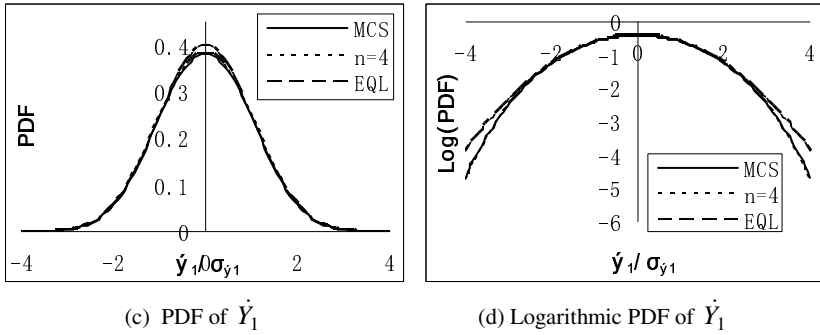 MCS
n=4
EQL
0.4
0.3
0.2
0.1
0
PDF
-4
-2
0
2
4
ẏ1/σẏ1
(c) PDF of Ẏ1
0
-4
-2
0
2
4
-1
-2
-3
-4
-5
-6
Log(PDF)
MCS
n=4
EQL
ẏ1/ σẏ1
(d) Logarithmic PDF of Ẏ1